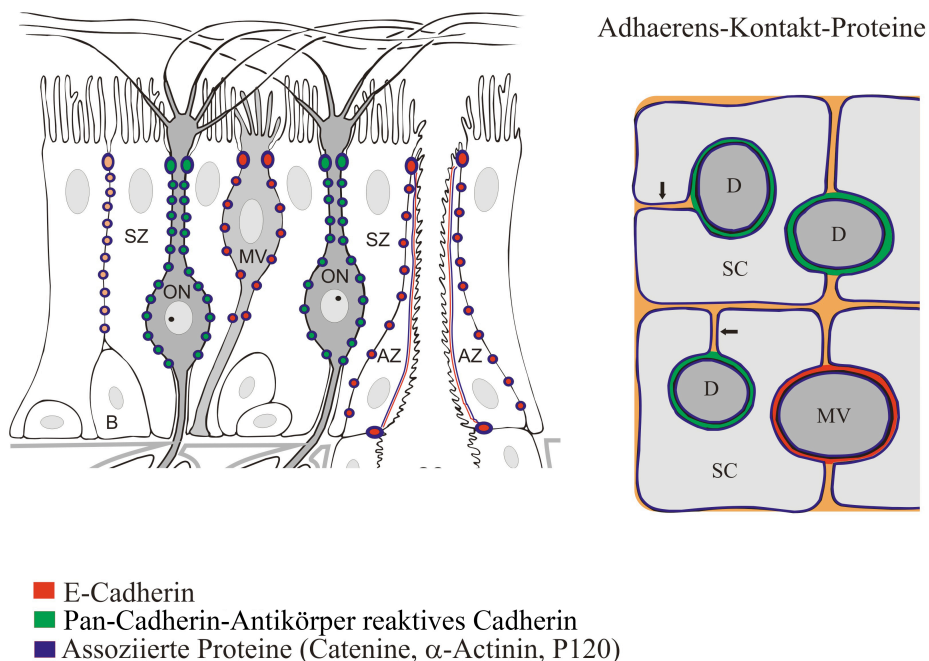 Adhaerens-Kontakt-Proteine
SZ
ON
MV
SZ
ON
AZ
AZ
B
D
D
SC
D
MV
SC
E-Cadherin
Pan-Cadherin-Antikörper reaktives Cadherin
Assoziierte Proteine (Catenine, α-Actinin, P120)